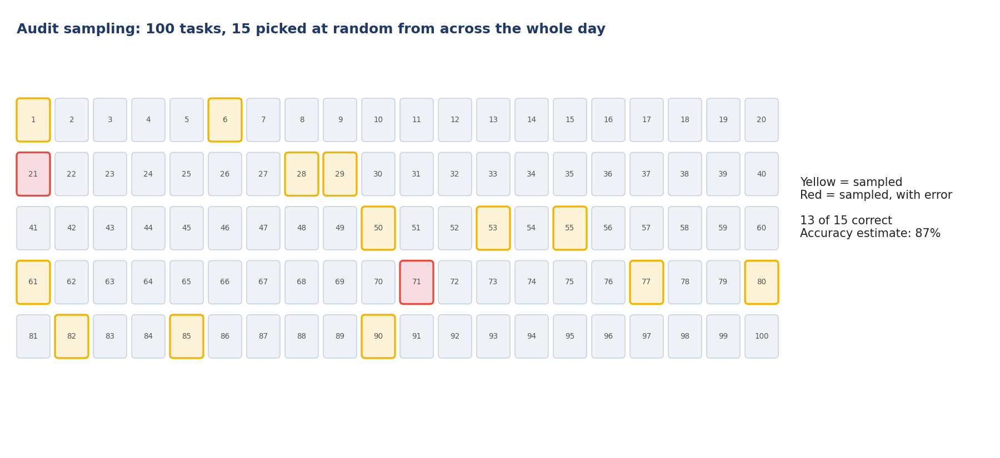 Audit sampling: 100 tasks, 15 picked at random from across the whole day
1 2 3 4 5 6 7 8 9 10 11 12 13 14 15 16 17 18 19 20
21 22 23 24 25 26 27 28 29 30 31 32 33 34 35 36 37 38 39 40
41 42 43 44 45 46 47 48 49 50 51 52 53 54 55 56 57 58 59 60
61 62 63 64 65 66 67 68 69 70 71 72 73 74 75 76 77 78 79 80
81 82 83 84 85 86 87 88 89 90 91 92 93 94 95 96 97 98 99 100
Yellow = sampled
Red = sampled, with error
13 of 15 correct
Accuracy estimate: 87%